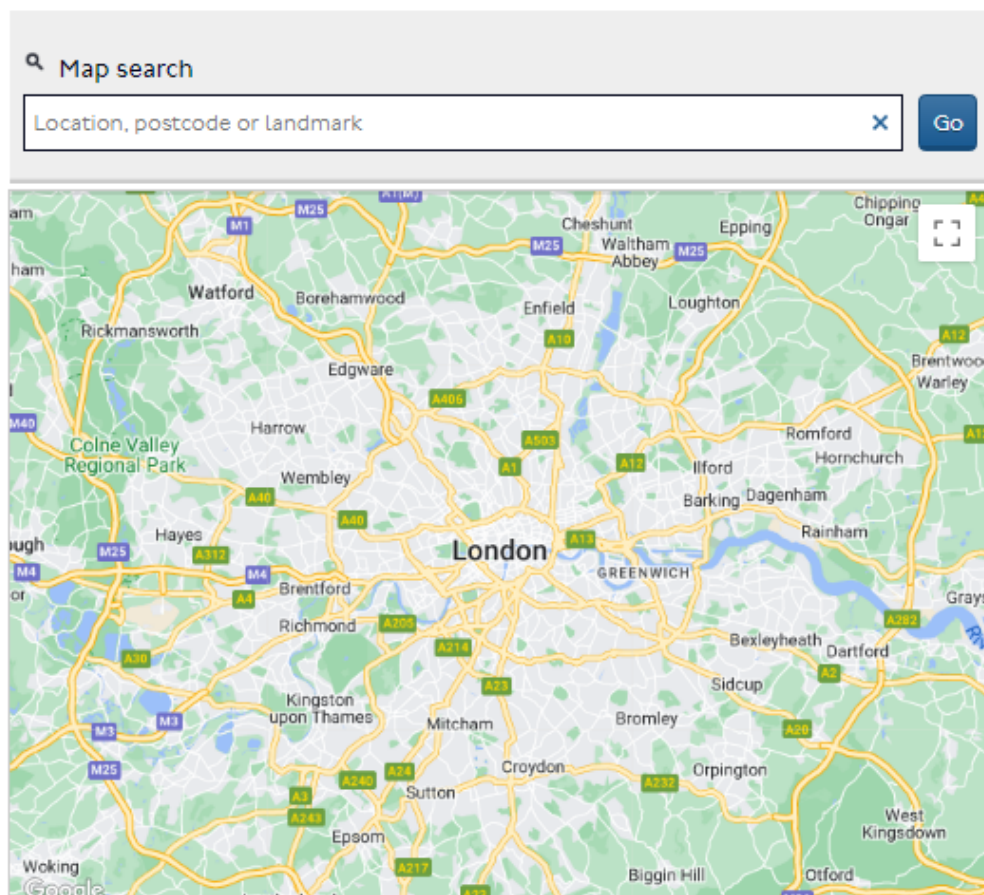 Map search
Location, postcode or landmark
Go
A1(M)
M25
M1
Chipping
Ongar
Cheshunt
Epping
M25
Waltham
Abbey
M25
Watford
Borehamwood
Enfield
Loughton
Rickmansworth
A10
A12
Edgware
Warley
A406
M40
Harrow
A503
Romford
Colne Valley
Regional Park
A1
A12
Ilford
Hornchurch
Wembley
A40
Barking
Dagenham
A40
Hayes
A312
A13
Rainham
M25
London
M4
M4
GREENWICH
Brentford
A4
Richmond
A205
A282
A214
Bexleyheath
Dartford
A30
A2
A23
Sidcup
Kingston
upon Thames
M3
M3
Mitcham
Bromley
A20
M25
Croydon
Orpington
A240
A24
A232
Sutton
A3
A243
Epsom
West
Kingsdown
Woking
A217
Biggin Hill
Otford
Google